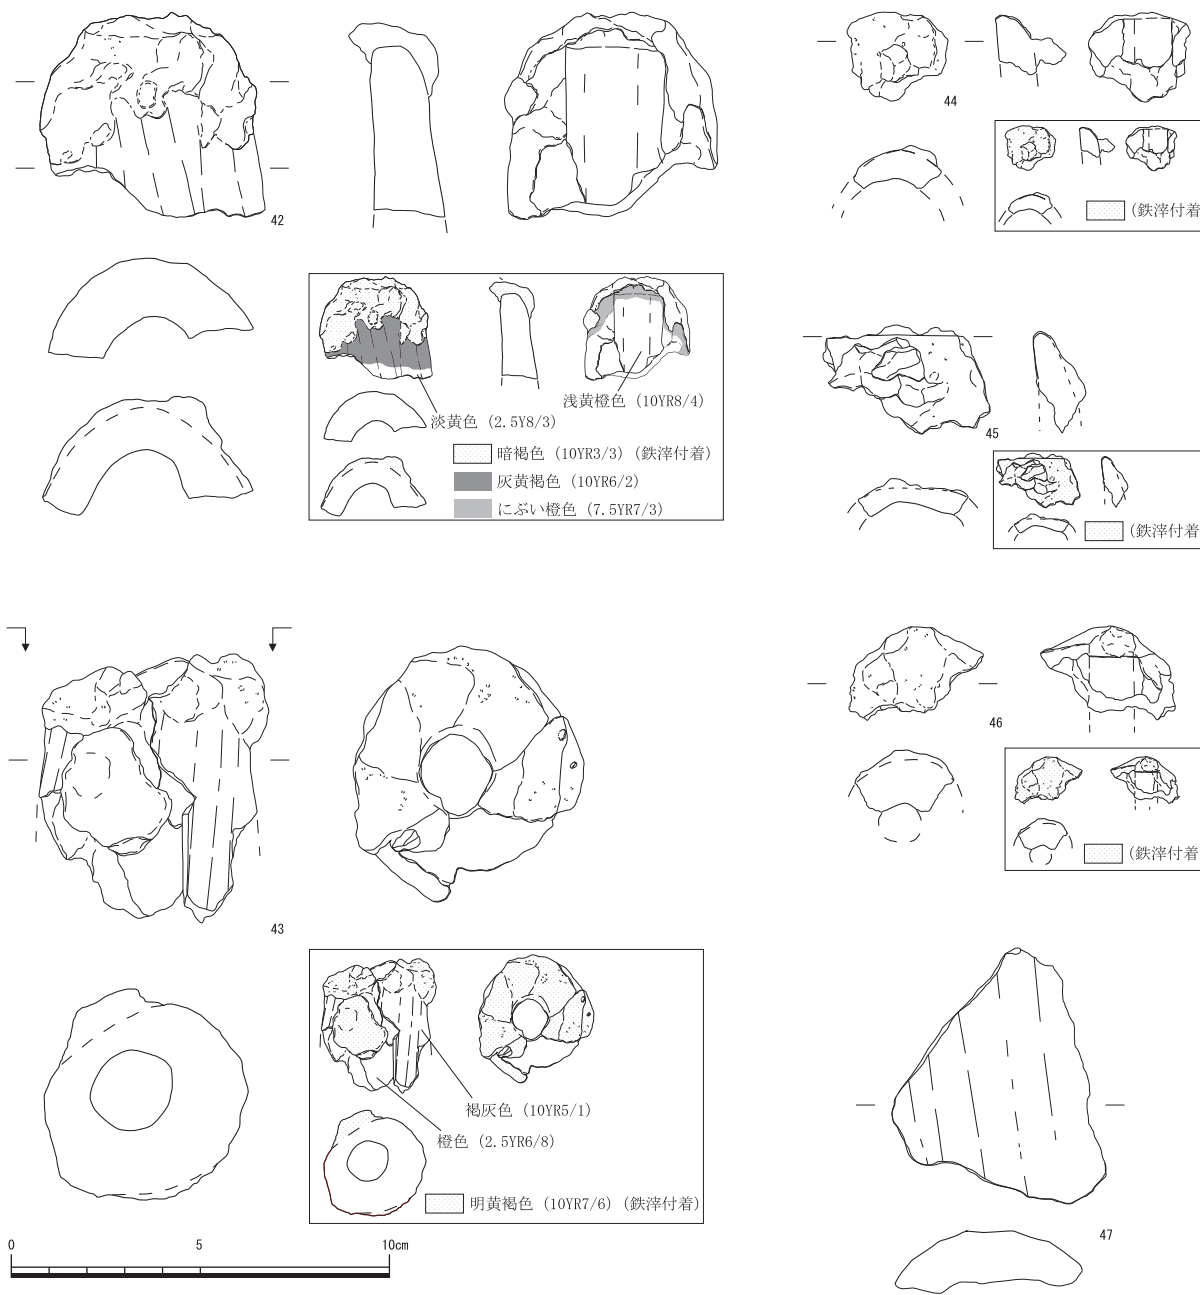 42
淡黄色 (2.5Y8/3)
浅黄橙色 (10YR8/4)
暗褐色 (10YR3/3) (鉄滓付着)
灰黄褐色 (10YR6/2)
にぶい橙色 (7.5YR7/3)
44
(鉄滓付着
45
(鉄滓付着
43
褐灰色 (10YR5/1)
橙色 (2.5YR6/8)
明黄褐色 (10YR7/6) (鉄滓付着)
46
(鉄滓付着
47
0 5 10cm